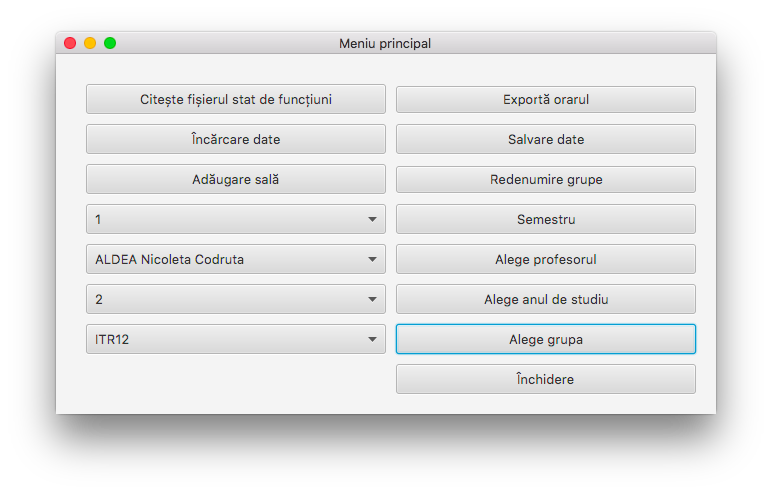 Meniu principal
Citește fișierul stat de funcțiuni
Exportă orarul
Încărcare date
Salvare date
Adăugare sală
Redenumire grupe
1
Semestru
ALDEA Nicoleta Codruta
Alege profesorul
2
Alege anul de studiu
ITR12
Alege grupa
Închidere